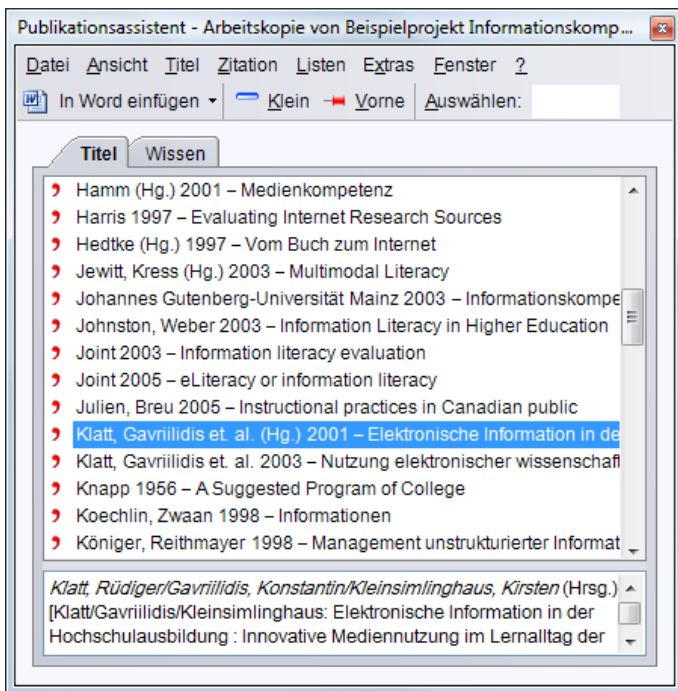 Publikationsassistent - Arbeitskopie von Beispielprojekt Informationskomp...
Datei Ansicht Titel Zitation Listen Extras Fenster ?
In Word einfügen Klein Vorne Auswählen:
Titel Wissen
Hamm (Hg.) 2001 – Medienkompetenz
Harris 1997 – Evaluating Internet Research Sources
Hedtke (Hg.) 1997 – Vom Buch zum Internet
Jewitt, Kress (Hg.) 2003 – Multimodal Literacy
Johannes Gutenberg-Universität Mainz 2003 – Informationskompe
Johnston, Weber 2003 – Information Literacy in Higher Education
Joint 2003 – Information literacy evaluation
Joint 2005 – eLiteracy or information literacy
Julien, Breu 2005 – Instructional practices in Canadian public
Klatt, Gavriilidis et. al. (Hg.) 2001 – Elektronische Information in de
Klatt, Gavriilidis et. al. 2003 – Nutzung elektronischer wissenschaft
Knapp 1956 – A Suggested Program of College
Koechlin, Zwaan 1998 – Informationen
Königer, Reithmayer 1998 – Management unstrukturierter Informat
Klatt, Rüdiger/Gavriilidis, Konstantin/Kleinsimlinghaus, Kirsten (Hrsg.)
[Klatt/Gavriilidis/Kleinsimlinghaus: Elektronische Information in der
Hochschulausbildung : Innovative Mediennutzung im Lernalltag der